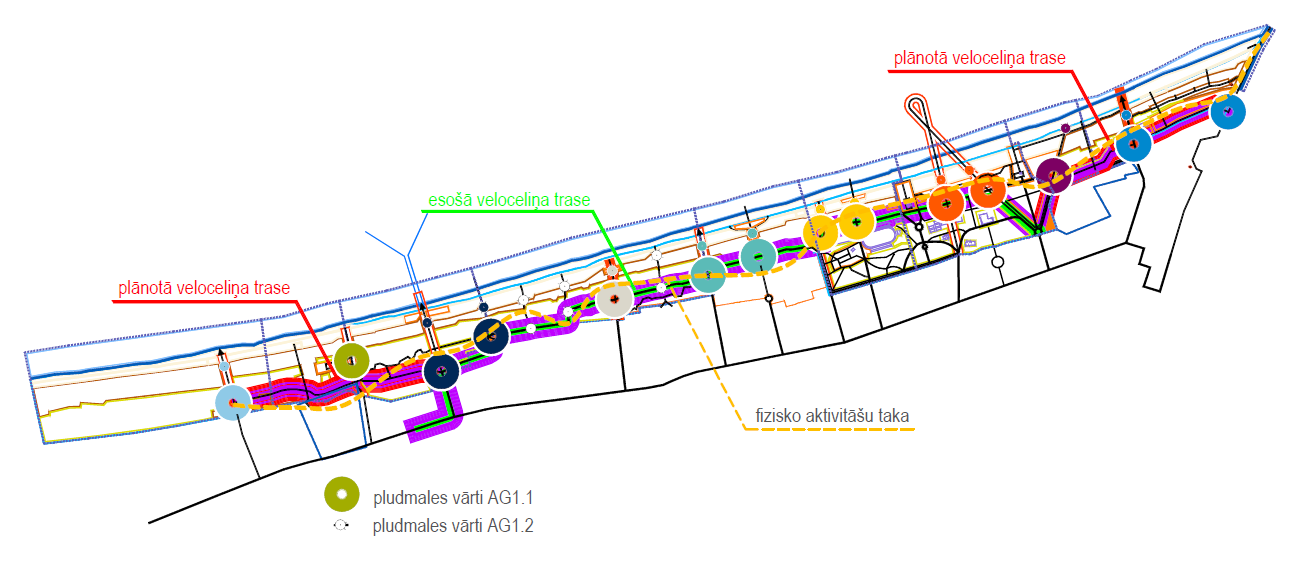 plānotā veloceliņa trase
esošā veloceliņa trase
plānotā veloceliņa trase
fizisko aktivitāšu taka
pludmales vārti AG1.1
pludmales vārti AG1.2